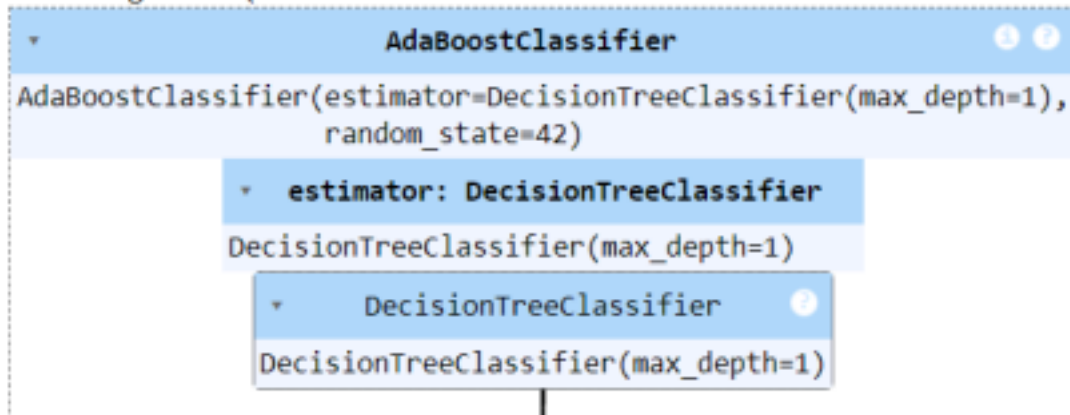 AdaBoostClassifier
AdaBoostClassifier(estimator=DecisionTreeClassifier(max_depth=1),
random_state=42)
estimator: DecisionTreeClassifier
DecisionTreeClassifier(max_depth=1)
DecisionTreeClassifier ?
DecisionTreeClassifier(max_depth=1)